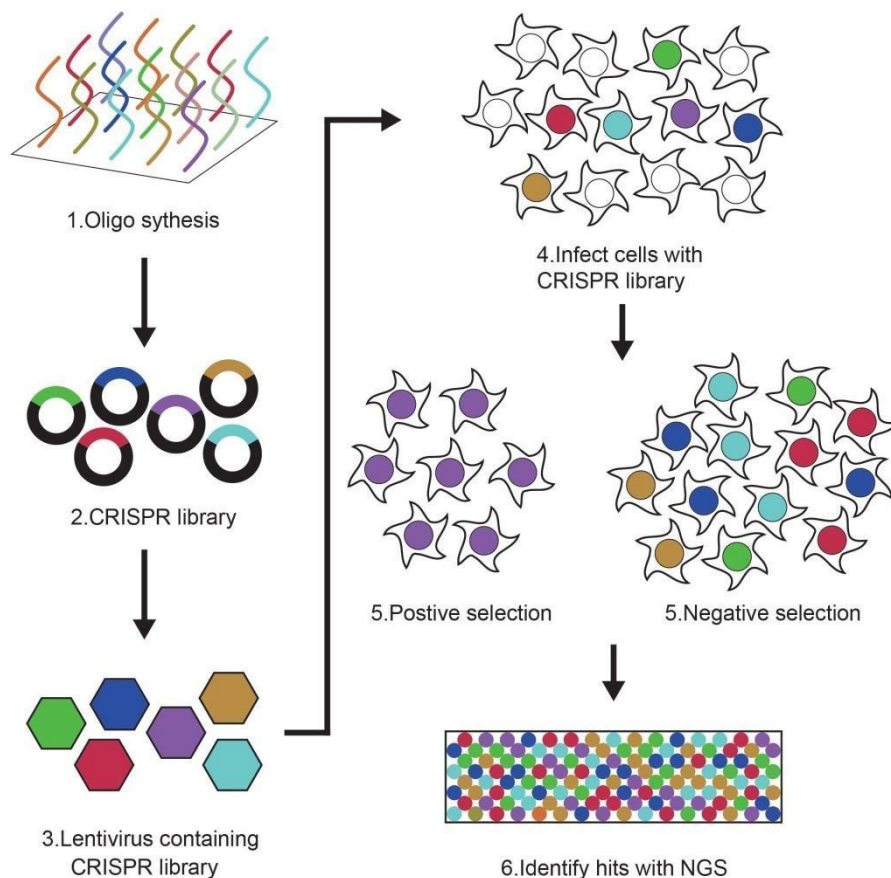 1.Oligo sythesis
2.CRISPR library
3.Lentivirus containing
CRISPR library
4.Infect cells with
CRISPR library
5.Postive selection
5.Negative selection
6.Identify hits with NGS